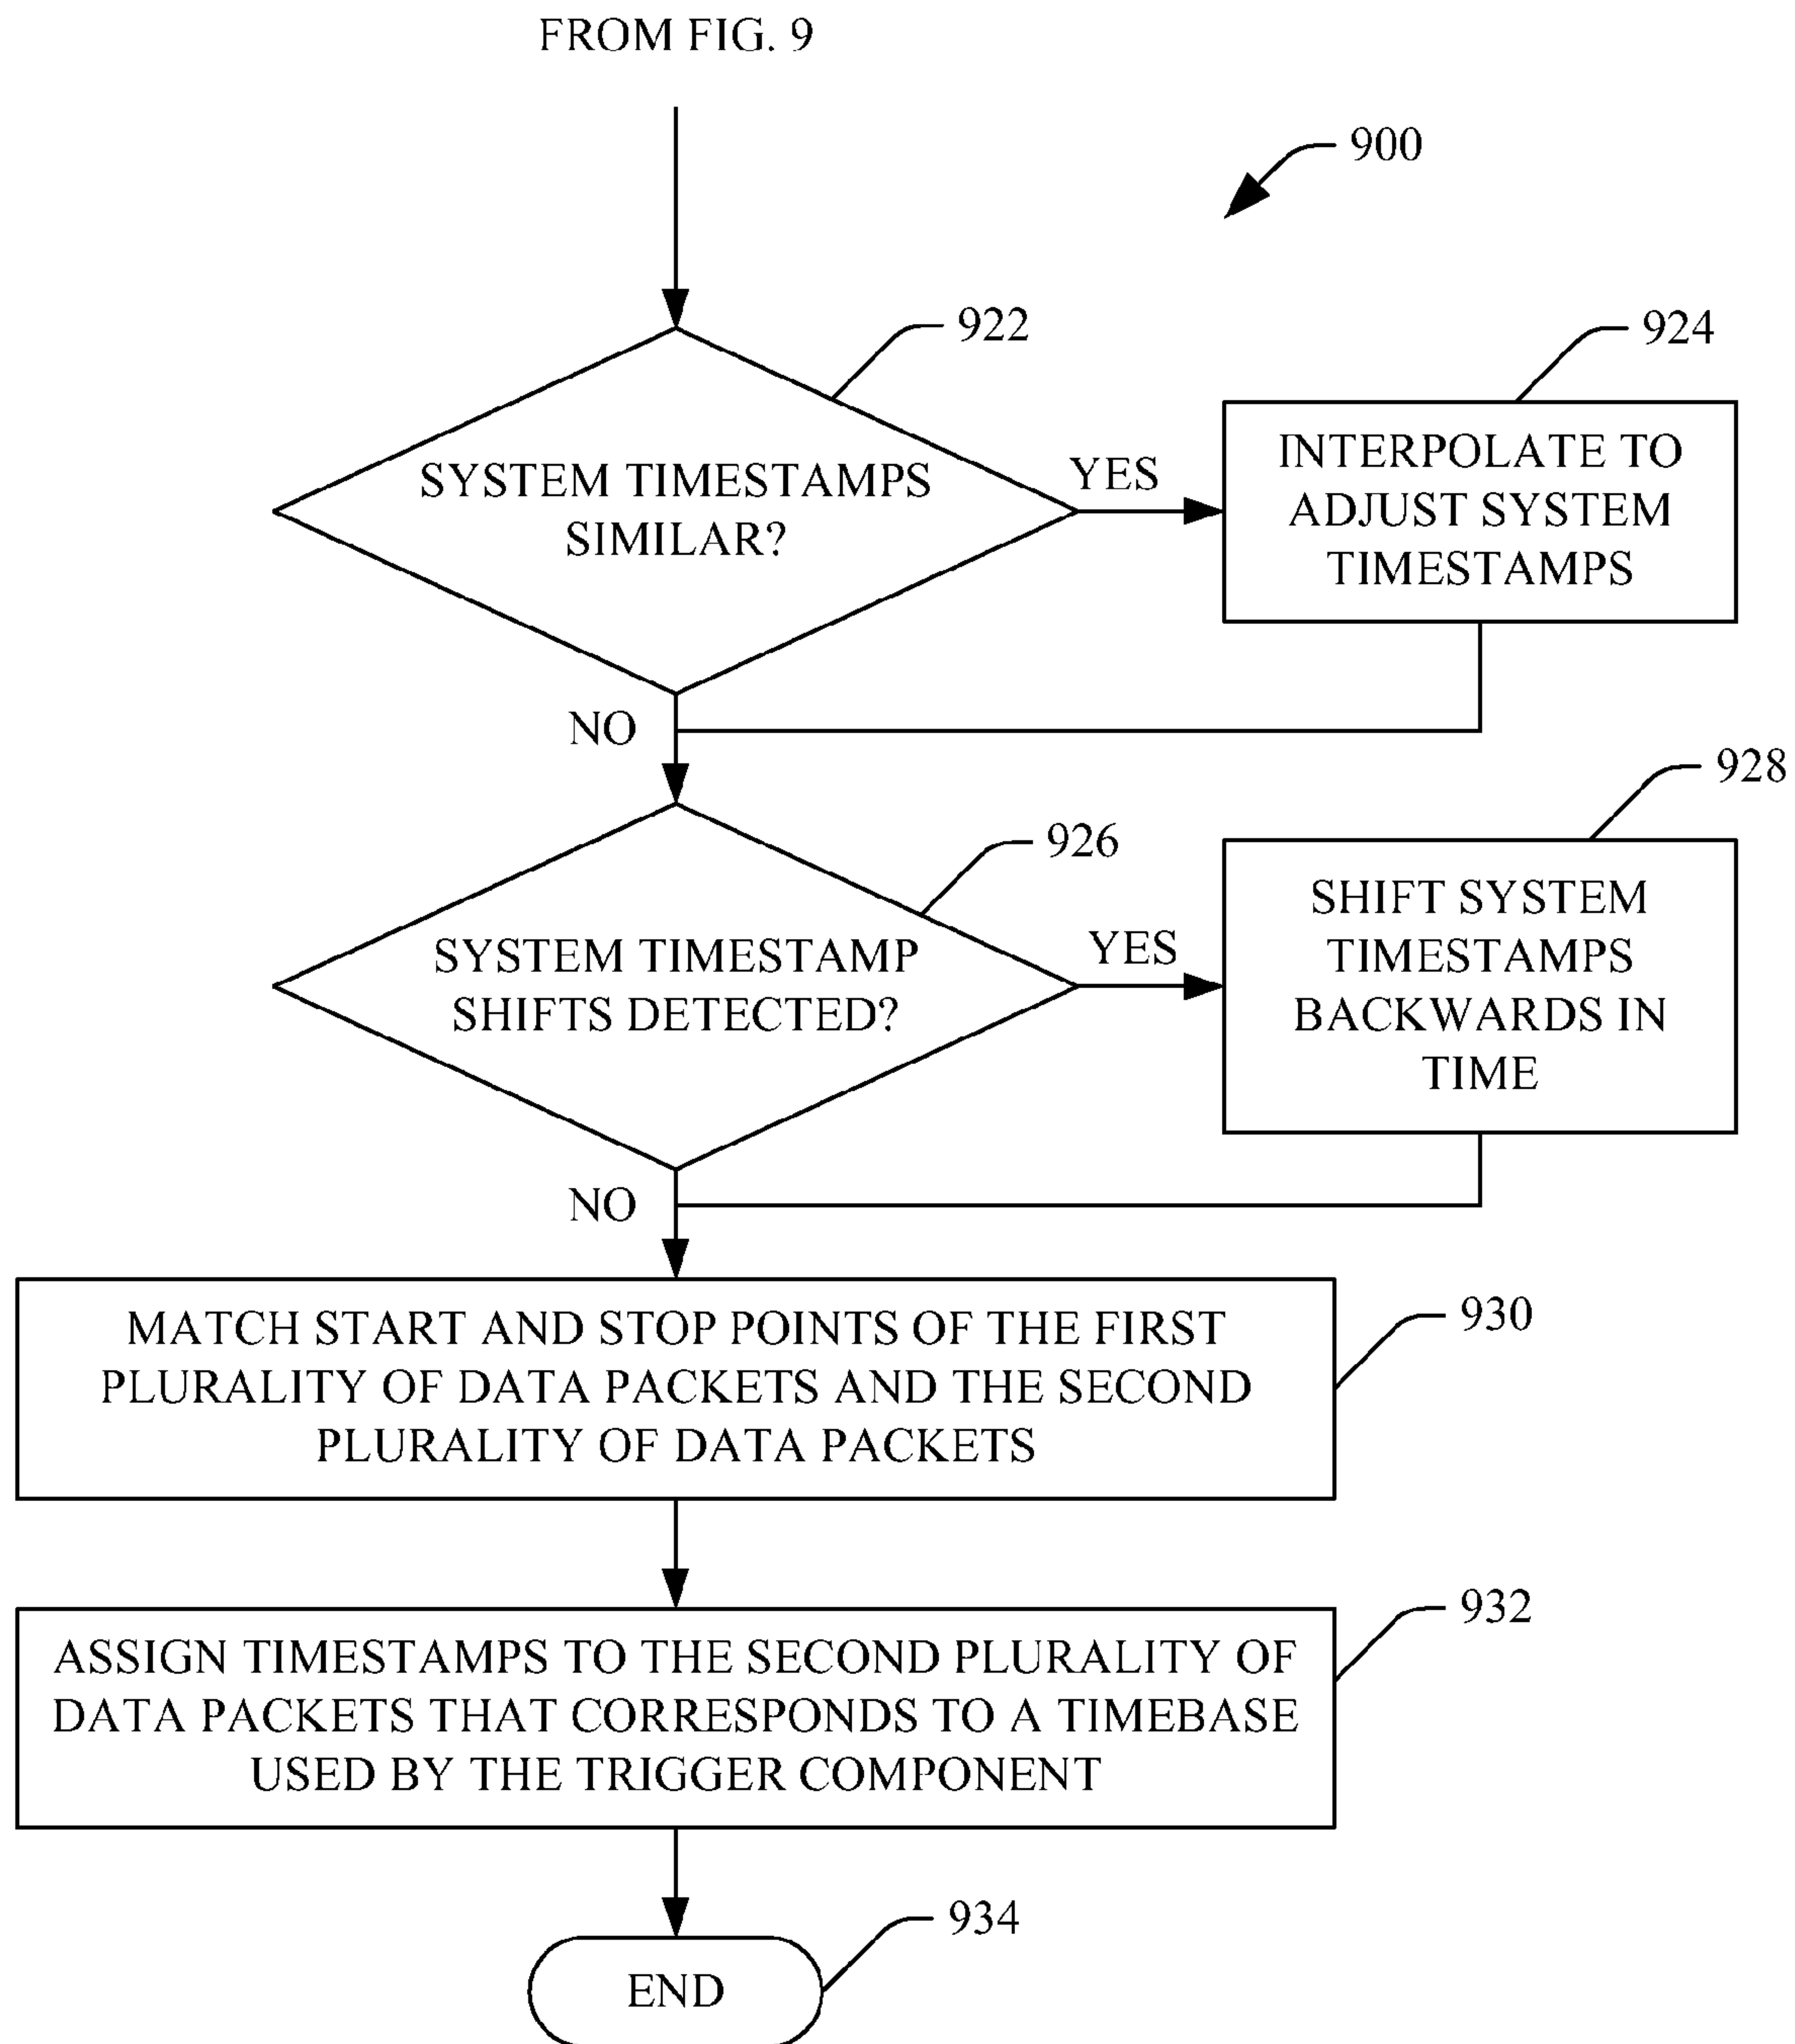 FROM FIG. 9
900
922
SYSTEM TIMESTAMPS
SIMILAR?
YES
924
INTERPOLATE TO
ADJUST SYSTEM
TIMESTAMPS
NO
926
SYSTEM TIMESTAMP
SHIFTS DETECTED?
YES
928
SHIFT SYSTEM
TIMESTAMPS
BACKWARDS IN
TIME
NO
930
MATCH START AND STOP POINTS OF THE FIRST
PLURALITY OF DATA PACKETS AND THE SECOND
PLURALITY OF DATA PACKETS
932
ASSIGN TIMESTAMPS TO THE SECOND PLURALITY OF
DATA PACKETS THAT CORRESPONDS TO A TIMEBASE
USED BY THE TRIGGER COMPONENT
934
END